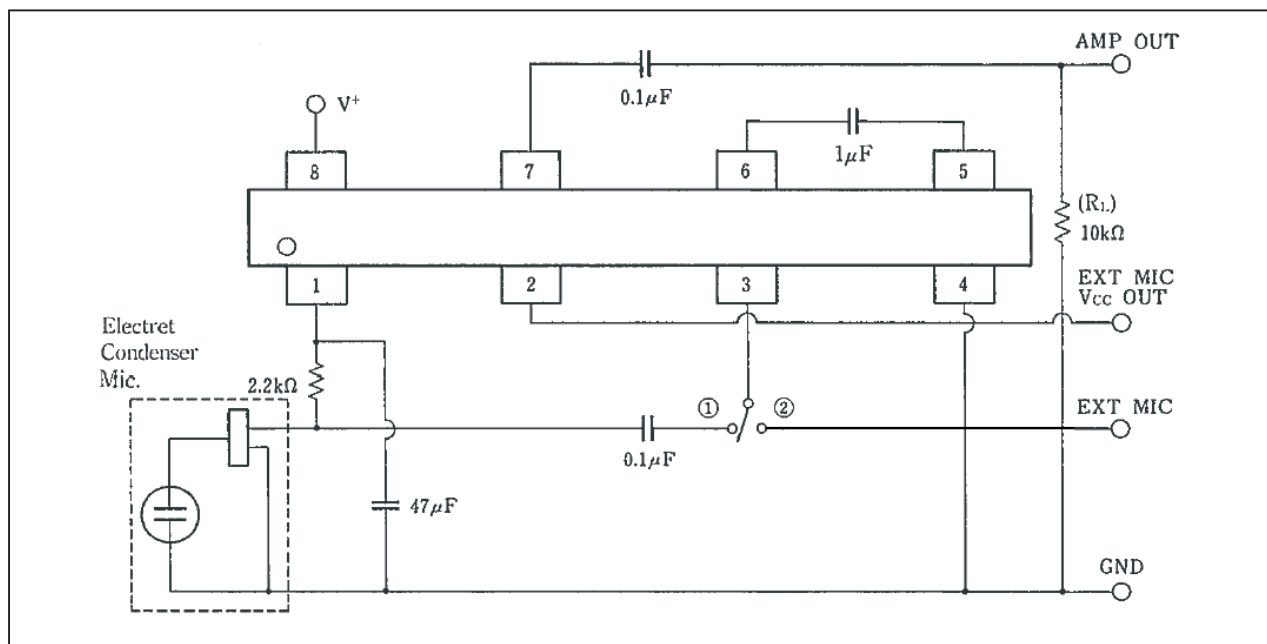 AMP OUT
0.1μF
V+
1μF
8
7
6
5
(RL)
10kΩ
1
2
3
4
EXT MIC
Vcc OUT
Electret
Condenser
Mic.
2.2kΩ
①
②
EXT MIC
0.1μF
47μF
GND